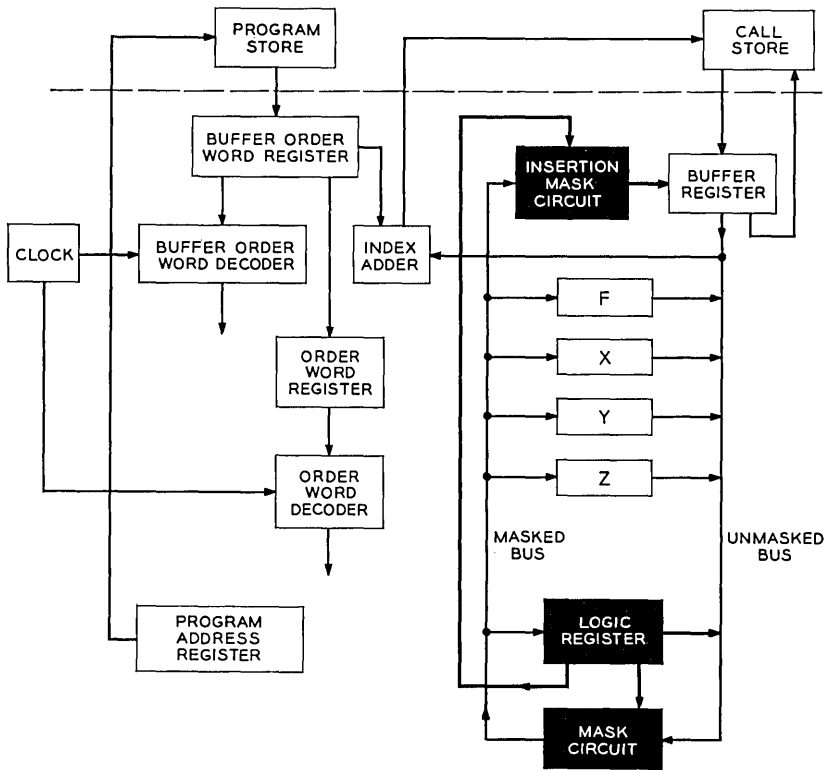 PROGRAM
STORE
CALL
STORE
BUFFER ORDER
WORD REGISTER
INSERTION
MASK
CIRCUIT
BUFFER
REGISTER
CLOCK
BUFFER ORDER
WORD DECODER
INDEX
ADDER
F
X
ORDER
WORD
REGISTER
Y
Z
ORDER
WORD
DECODER
MASKED
BUS
UNMASKED
BUS
PROGRAM
ADDRESS
REGISTER
LOGIC
REGISTER
MASK
CIRCUIT